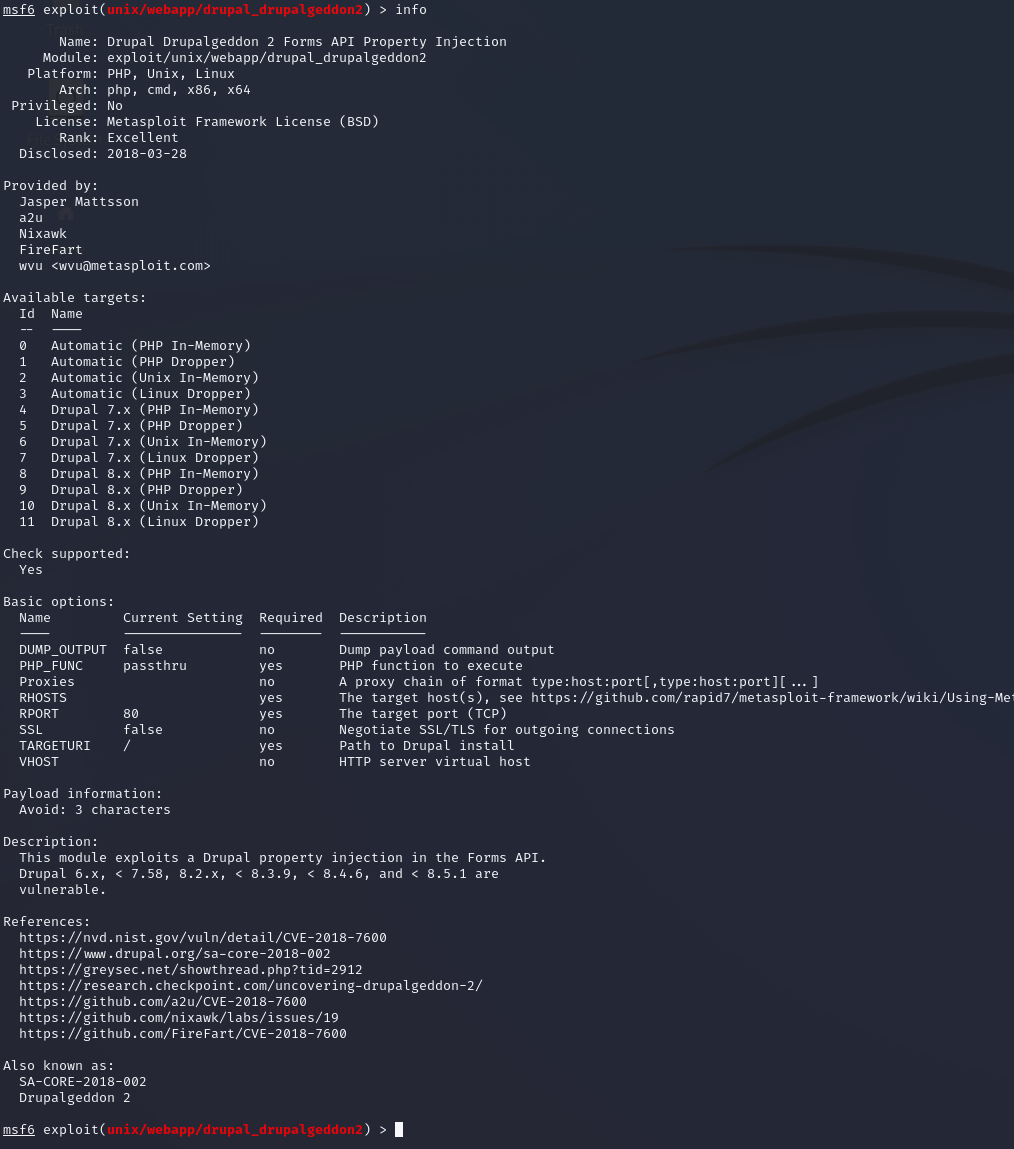 msf6 exploit(unix/webapp/drupal_drupalgeddon2) > info
Name: Drupal Drupalgeddon 2 Forms API Property Injection
Module: exploit/unix/webapp/drupal_drupalgeddon2
Platform: PHP, Unix, Linux
Arch: php, cmd, x86, x64
Privileged: No
License: Metasploit Framework License (BSD)
Rank: Excellent
Disclosed: 2018-03-28
Provided by:
Jasper Mattsson
a2u
Nixawk
FireFart
wvu <wvu@metasploit.com>
Available targets:
Id  Name
--  ----
0   Automatic (PHP In-Memory)
1   Automatic (PHP Dropper)
2   Automatic (Unix In-Memory)
3   Automatic (Linux Dropper)
4   Drupal 7.x (PHP In-Memory)
5   Drupal 7.x (PHP Dropper)
6   Drupal 7.x (Unix In-Memory)
7   Drupal 7.x (Linux Dropper)
8   Drupal 8.x (PHP In-Memory)
9   Drupal 8.x (PHP Dropper)
10  Drupal 8.x (Unix In-Memory)
11  Drupal 8.x (Linux Dropper)
Check supported:
Yes
Basic options:
Name         Current Setting  Required  Description
----         ---------------  --------  -----------
DUMP_OUTPUT  false            no        Dump payload command output
PHP_FUNC     passthru         yes       PHP function to execute
Proxies                       no        A proxy chain of format type:host:port[,type:host:port][...]
RHOSTS                        yes       The target host(s), see https://github.com/rapid7/metasploit-framework/wiki/Using-Met
RPORT        80               yes       The target port (TCP)
SSL          false            no        Negotiate SSL/TLS for outgoing connections
TARGETURI    /                yes       Path to Drupal install
VHOST                         no        HTTP server virtual host
Payload information:
Avoid: 3 characters
Description:
This module exploits a Drupal property injection in the Forms API.
Drupal 6.x, < 7.58, 8.2.x, < 8.3.9, < 8.4.6, and < 8.5.1 are
vulnerable.
References:
https://nvd.nist.gov/vuln/detail/CVE-2018-7600
https://www.drupal.org/sa-core-2018-002
https://greysec.net/showthread.php?tid=2912
https://research.checkpoint.com/uncovering-drupalgeddon-2/
https://github.com/a2u/CVE-2018-7600
https://github.com/nixawk/labs/issues/19
https://github.com/FireFart/CVE-2018-7600
Also known as:
SA-CORE-2018-002
Drupalgeddon 2
msf6 exploit(unix/webapp/drupal_drupalgeddon2) >